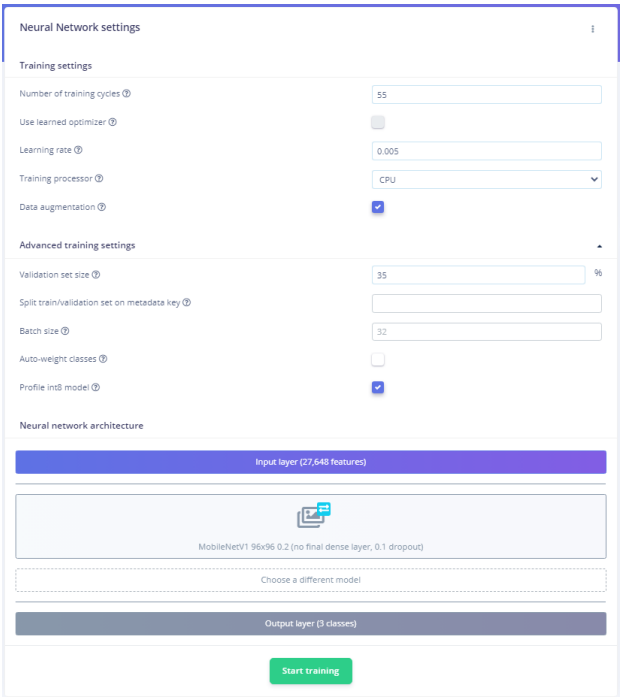 Neural Network settings
Training settings
Number of training cycles
55
Use learned optimizer
Learning rate
0.005
Training processor
CPU
Data augmentation
Advanced training settings
Validation set size
35
%
Split train/validation set on metadata key
Batch size
32
Auto-weight classes
Profile int8 model
Neural network architecture
Input layer (27,648 features)
MobileNetV1 96x96 0.2 (no final dense layer, 0.1 dropout)
Choose a different model
Output layer (3 classes)
Start training